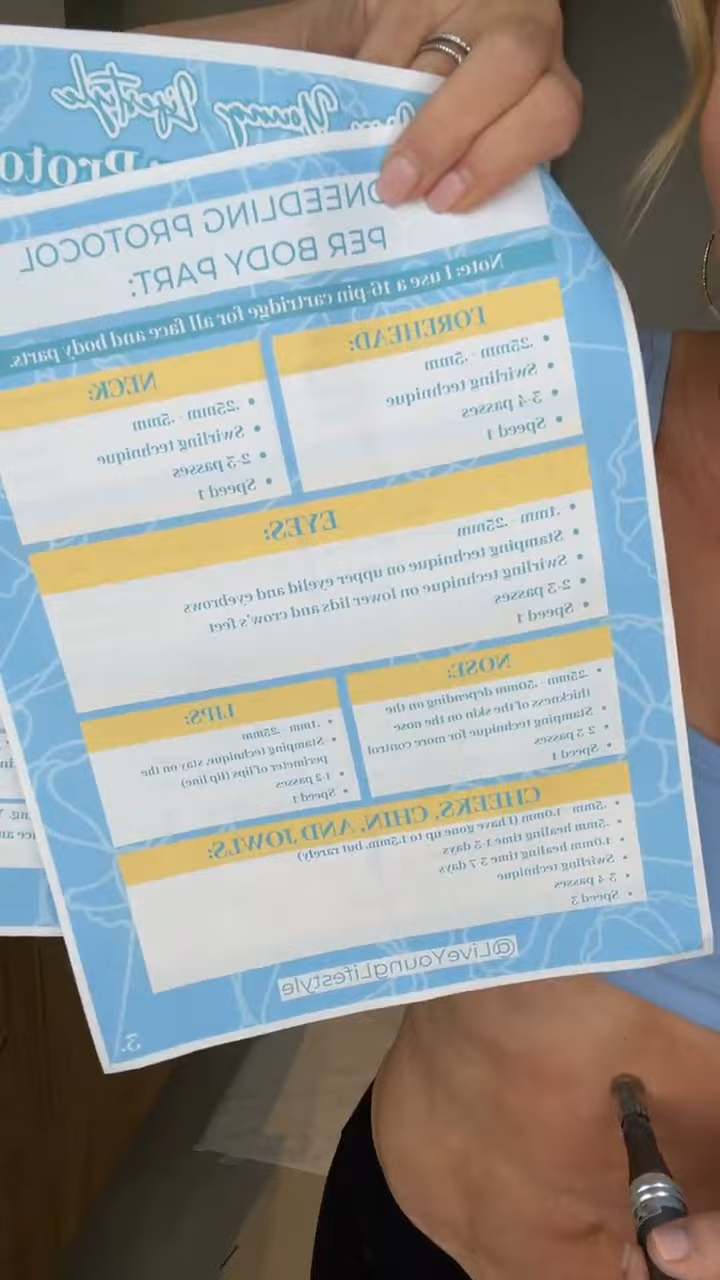 Young Lifestyle
Proto
NEEDLING PROTOCOL
PER BODY PART:
Note: I use a 16-pin cartridge for all face and body parts.
FOREHEAD:
• .25mm - .5mm
• Swirling technique
• 3-4 passes
• Speed 1
NECK:
• .25mm - .5mm
• Swirling technique
• 2-3 passes
• Speed 1
EYES:
• .1mm - .25mm
• Stamping technique on upper eyelid and eyebrows
• Swirling technique on lower lids and crow's feet
• 2-3 passes
• Speed 1
NOSE:
• .25mm - .50mm depending on the
thickness of the skin on the nose
• Stamping technique for more control
• 2-3 passes
• Speed 1
LIPS:
• .1mm - .25mm
• Stamping technique, stay on the
perimeter of lips (lip line)
• 1-2 passes
• Speed 1
CHEEKS, CHIN, AND JOWLS:
• .5mm - 1.0mm (I have gone up to 1.5mm, but rarely)
• .5mm healing time 1-3 days
• 1.0mm healing time 3-7 days
• Swirling technique
• 3-4 passes
• Speed 3
@LiveYoungLifestyle
3.